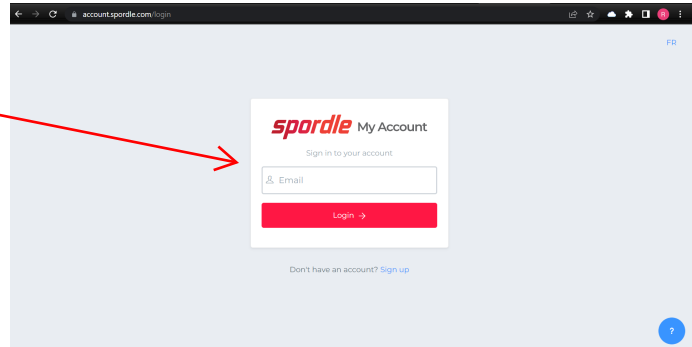 account.spordle.com/login
R
FR
spordle My Account
Sign in to your account
Email
Login →
Don't have an account? Sign up
?